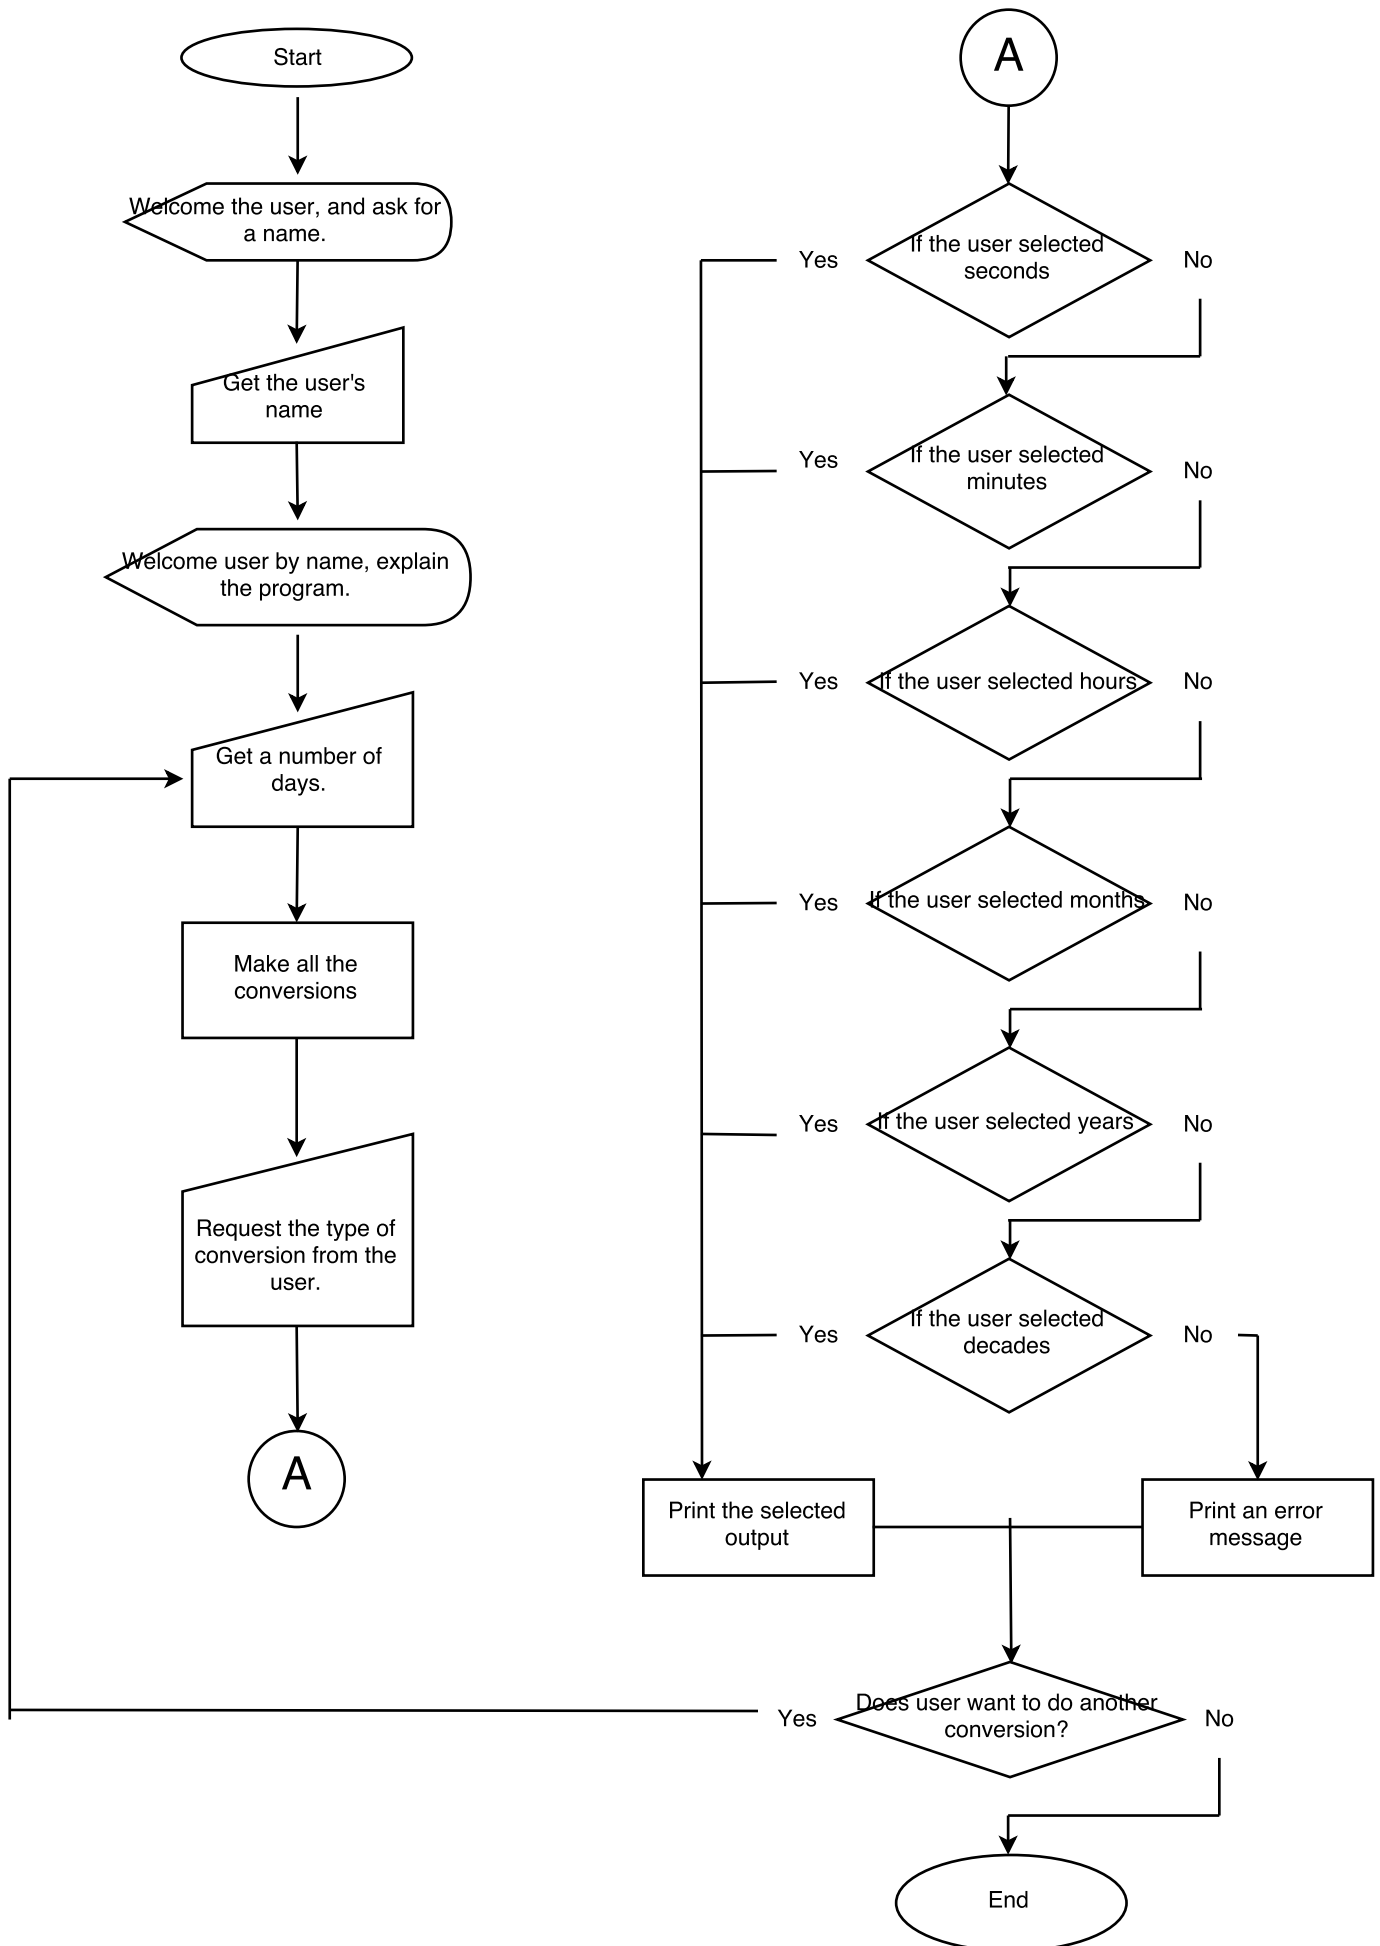 Start
Welcome the user, and ask for
a name.
Get the user's
name
Welcome user by name, explain
the program.
Get a number of
days.
Make all the
conversions
Request the type of
conversion from the
user.
A
A
If the user selected
seconds
Yes
No
If the user selected
minutes
Yes
No
If the user selected hours
Yes
No
If the user selected months
Yes
No
If the user selected years
Yes
No
If the user selected
decades
Yes
No
Print the selected
output
Print an error
message
Does user want to do another
conversion?
Yes
No
End